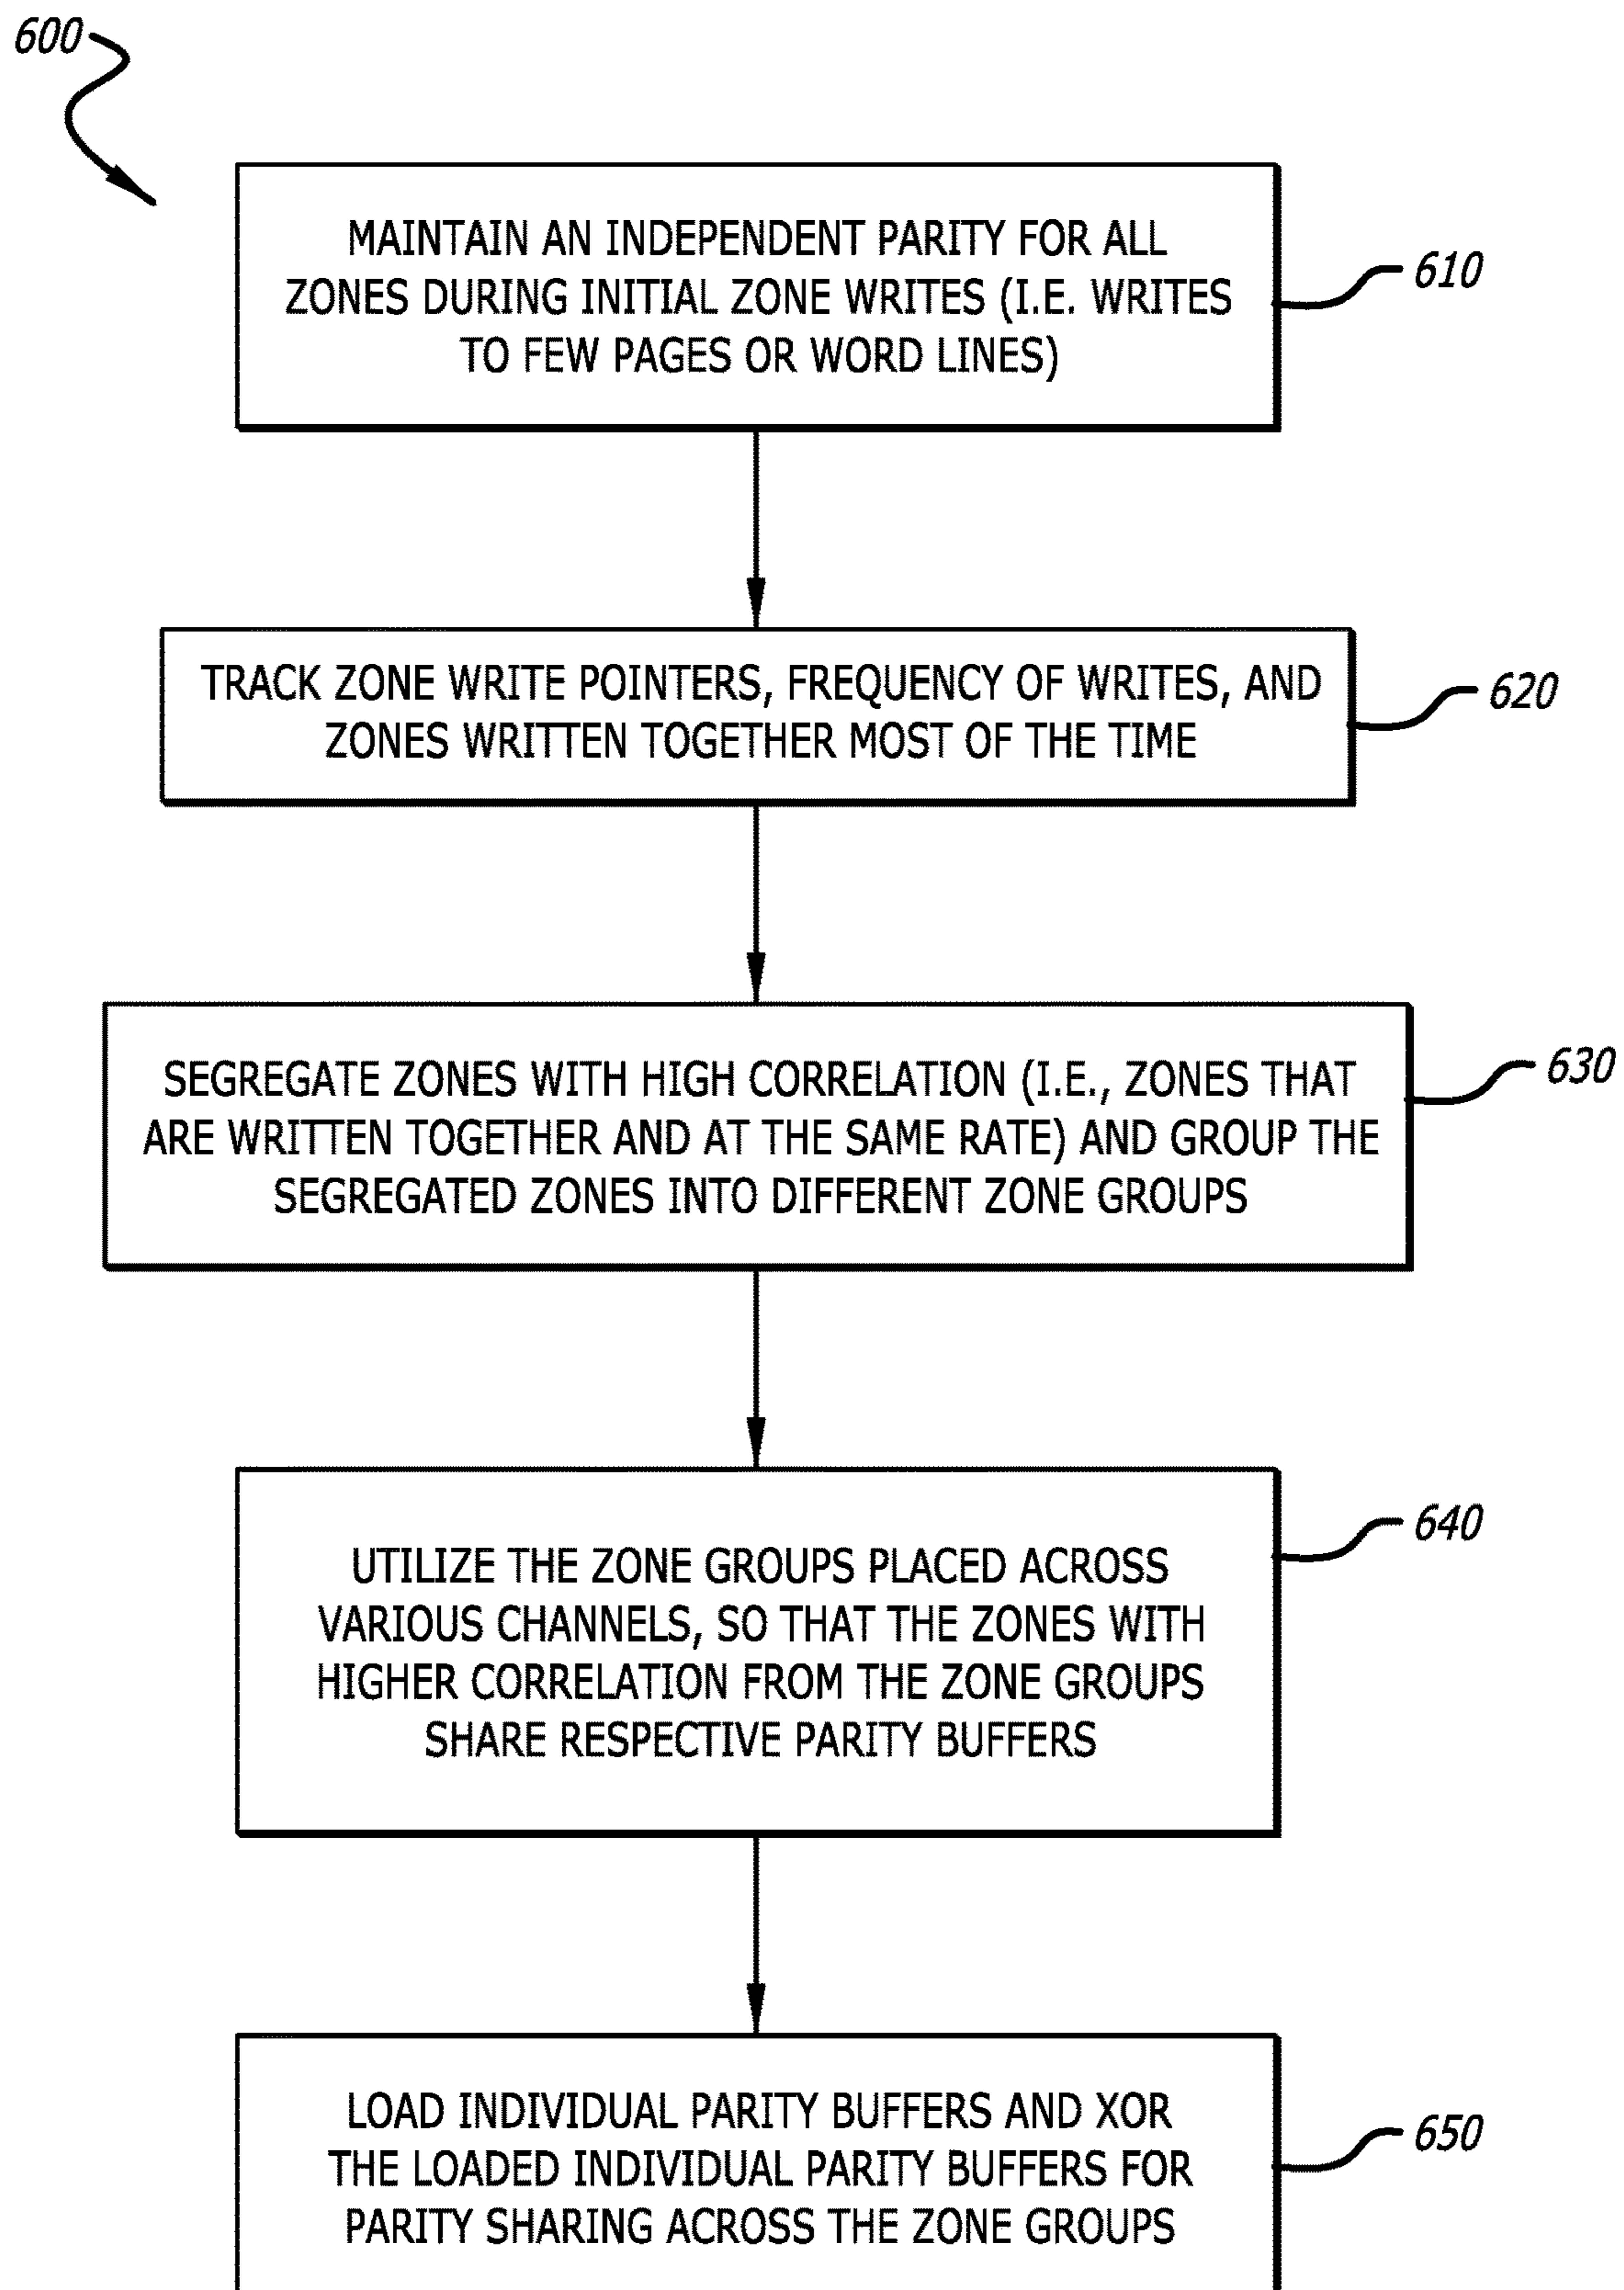 600
MAINTAIN AN INDEPENDENT PARITY FOR ALL
ZONES DURING INITIAL ZONE WRITES (I.E. WRITES
TO FEW PAGES OR WORD LINES)
610
TRACK ZONE WRITE POINTERS, FREQUENCY OF WRITES, AND
ZONES WRITTEN TOGETHER MOST OF THE TIME
620
SEGREGATE ZONES WITH HIGH CORRELATION (I.E., ZONES THAT
ARE WRITTEN TOGETHER AND AT THE SAME RATE) AND GROUP THE
SEGREGATED ZONES INTO DIFFERENT ZONE GROUPS
630
UTILIZE THE ZONE GROUPS PLACED ACROSS
VARIOUS CHANNELS, SO THAT THE ZONES WITH
HIGHER CORRELATION FROM THE ZONE GROUPS
SHARE RESPECTIVE PARITY BUFFERS
640
LOAD INDIVIDUAL PARITY BUFFERS AND XOR
THE LOADED INDIVIDUAL PARITY BUFFERS FOR
PARITY SHARING ACROSS THE ZONE GROUPS
650